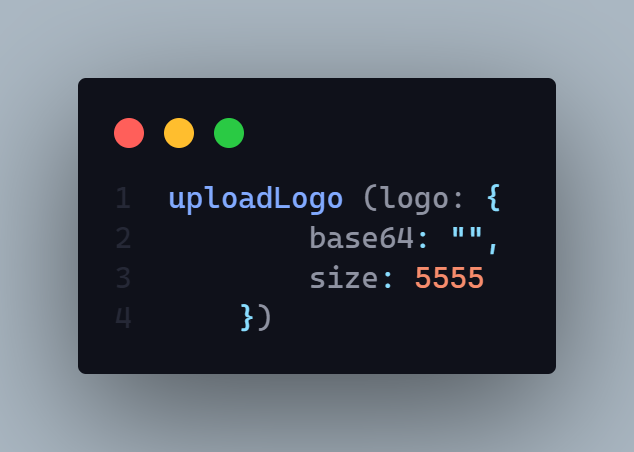 1 uploadLogo (logo: {
2         base64: "",
3         size: 5555
4     })